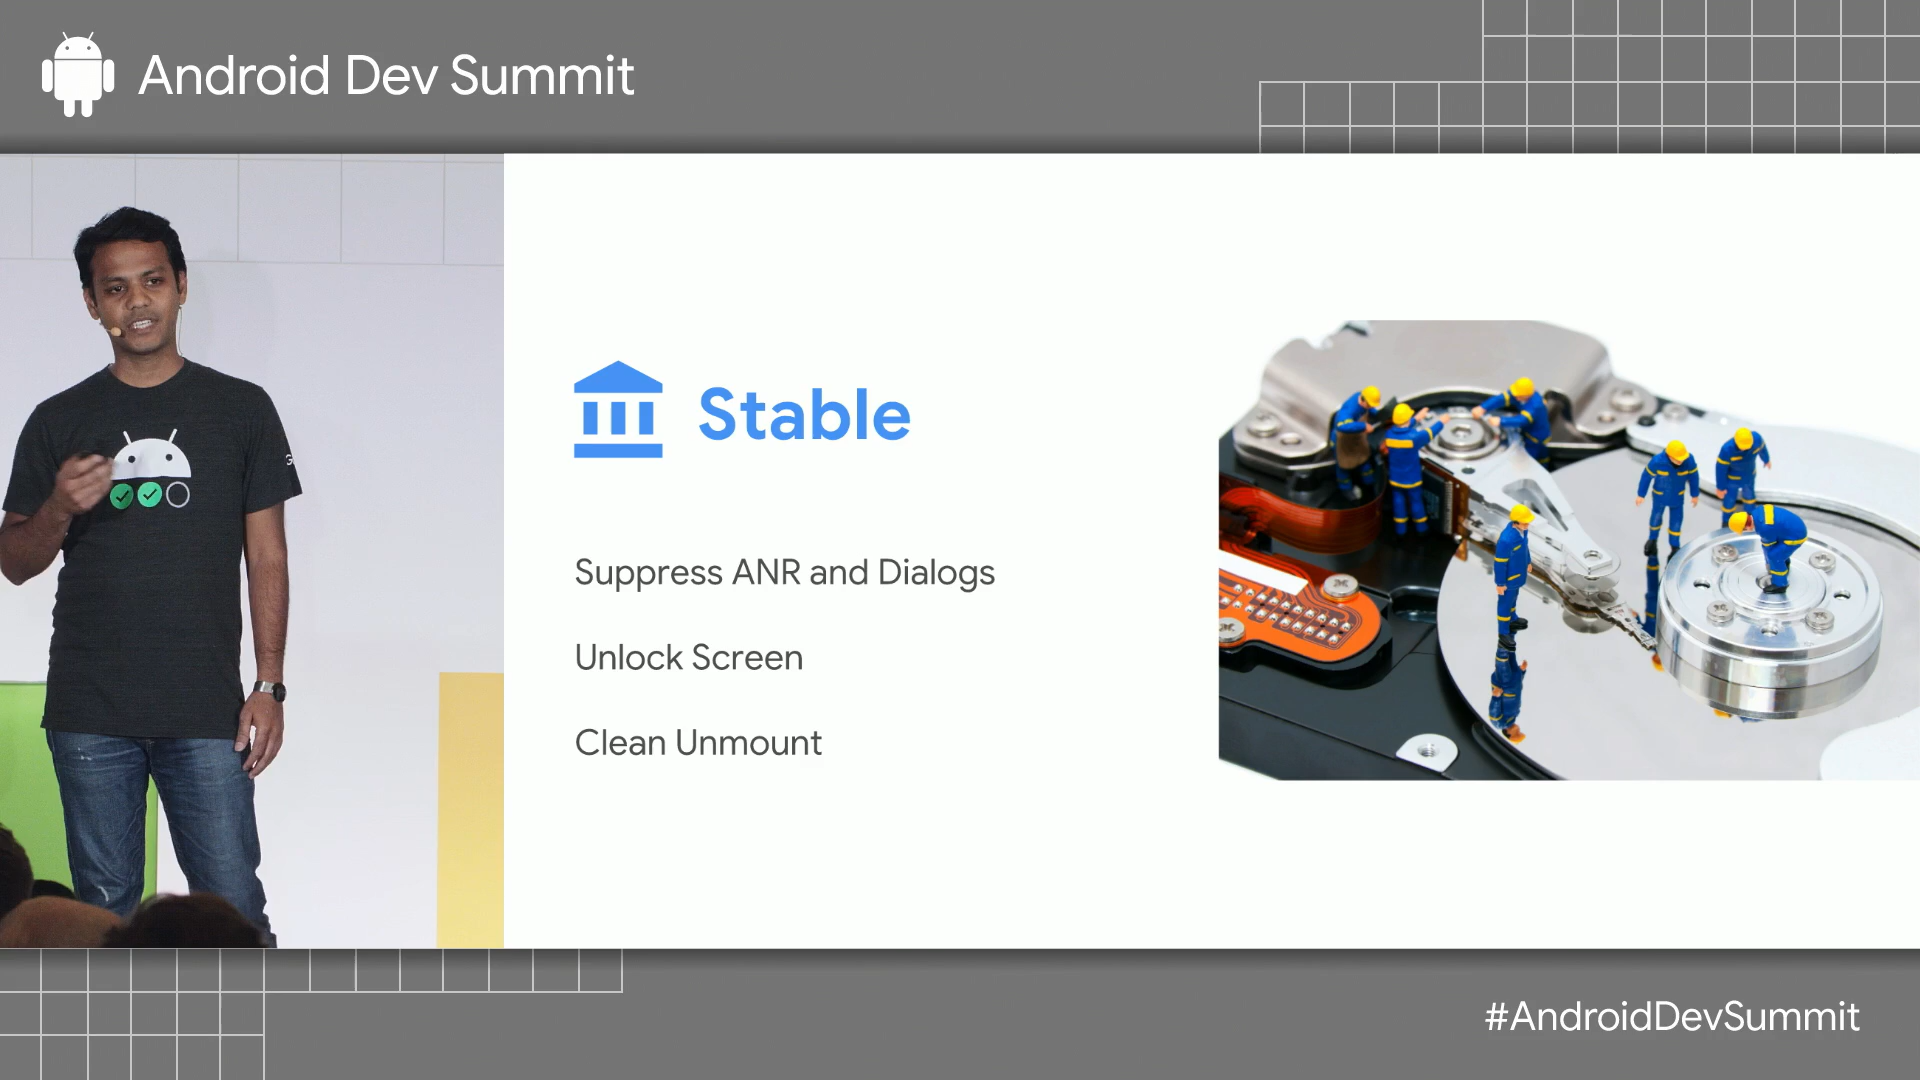 Android Dev Summit
Stable
Suppress ANR and Dialogs
Unlock Screen
Clean Unmount
#AndroidDevSummit